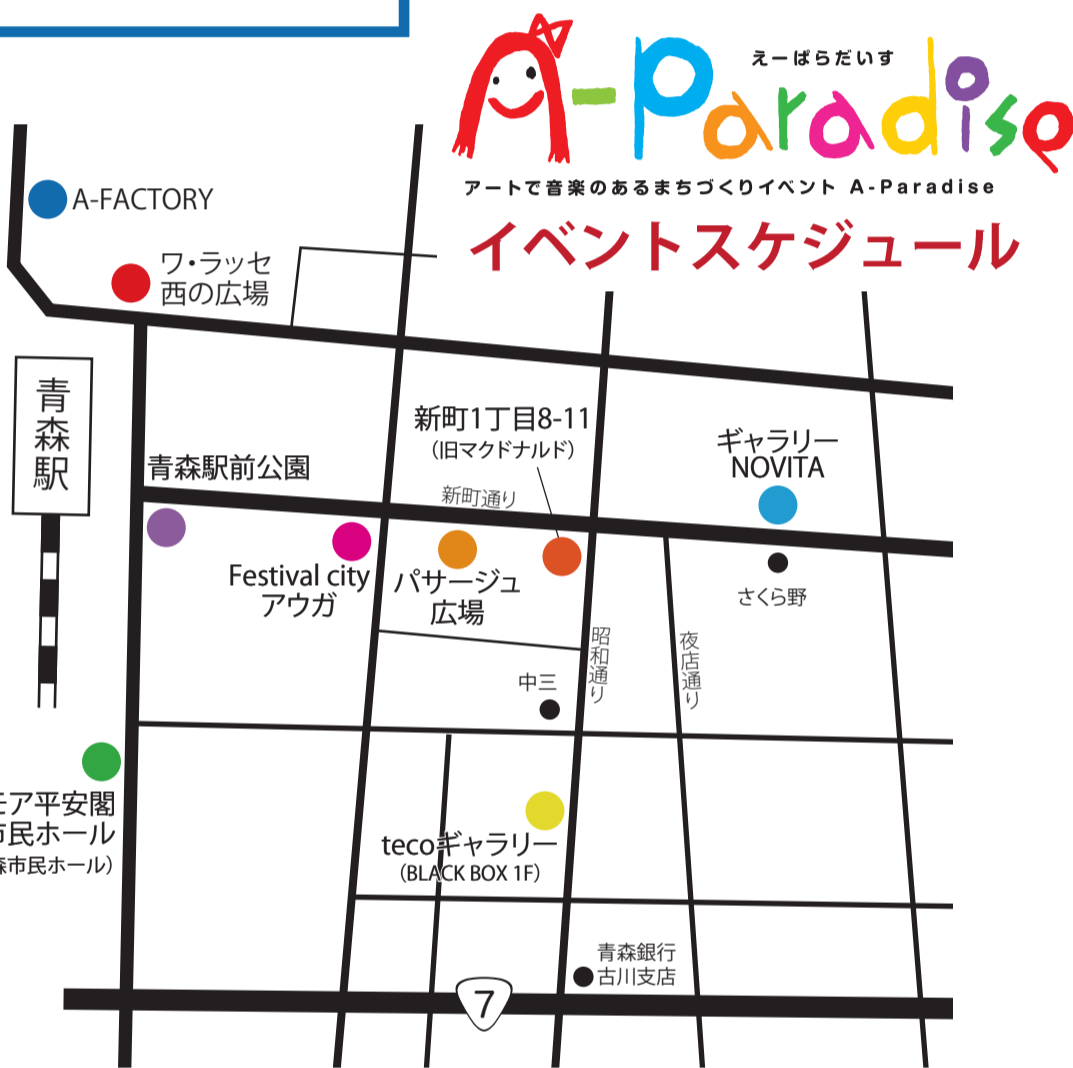 えーぱらだいす
A-Paradise
アートで音楽のあるまちづくりイベント A-Paradise
イベントスケジュール
A-FACTORY
ワ・ラッセ
西の広場
青森駅
新町1丁目8-11
（旧マクドナルド）
ギャラリー
NOVITA
青森駅前公園
新町通り
Festival city
アウガ
パサージュ
広場
さくら野
昭和通り
夜店通り
中三
モア平安閣
市民ホール
森市民ホール）
tecoギャラリー
（BLACK BOX 1F）
青森銀行
古川支店
7